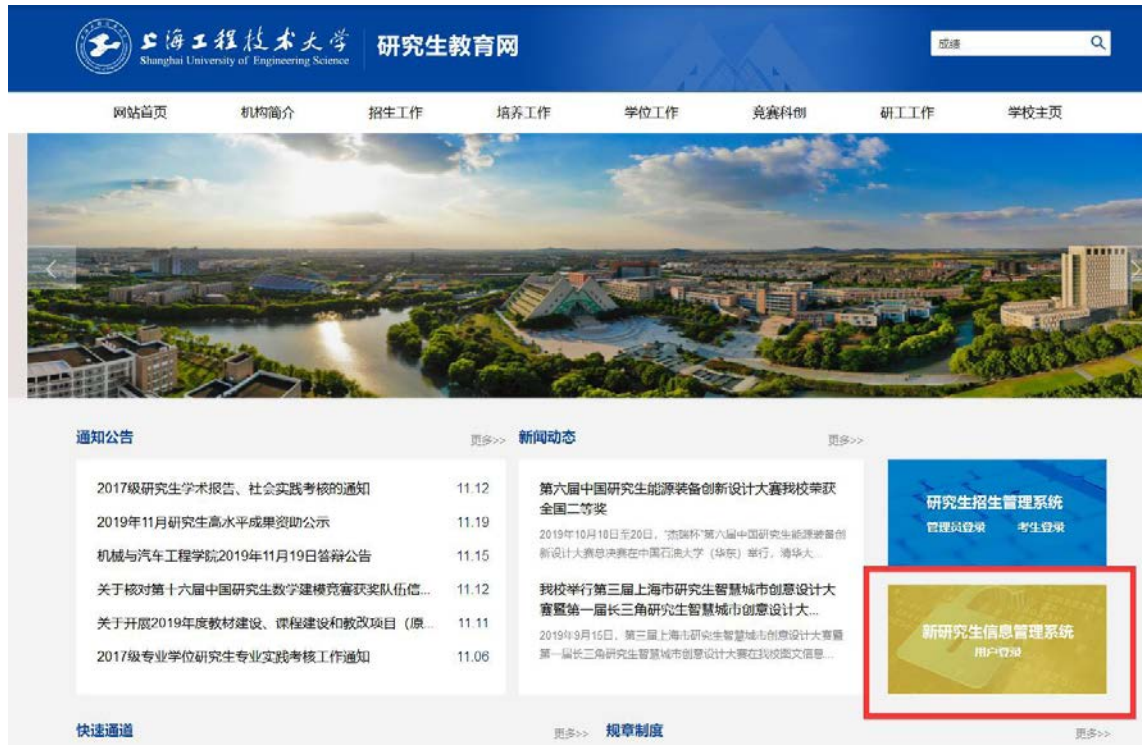 上海工程技术大学
Shanghai University of Engineering Science
研究生教育网
成绩
网站首页 机构简介 招生工作 培养工作 学位工作 竞赛科创 研工工作 学校主页
通知公告 更多>>
2017级研究生学术报告、社会实践考核的通知 11.12
2019年11月研究生高水平成果资助公示 11.19
机械与汽车工程学院2019年11月19日答辩公告 11.15
关于核对第十六届中国研究生数学建模竞赛获奖队伍信... 11.12
关于开展2019年度教材建设、课程建设和教改项目（原... 11.11
2017级专业学位研究生专业实践考核工作通知 11.06
新闻动态 更多>>
第六届中国研究生能源装备创新设计大赛我校荣获
全国二等奖
2019年10月18日至20日，“杰瑞杯”第六届中国研究生能源装备创
新设计大赛总决赛在中国石油大学（华东）举行，清华大...
我校举行第三届上海市研究生智慧城市创意设计大
赛暨第一届长三角研究生智慧城市创意设计大...
2019年9月15日，第三届上海市研究生智慧城市创意设计大赛暨
第一届长三角研究生智慧城市创意设计大赛在我校图文信息...
研究生招生管理系统
管理员登录 考生登录
新研究生信息管理系统
用户登录
快速通道 更多>>
规章制度 更多>>